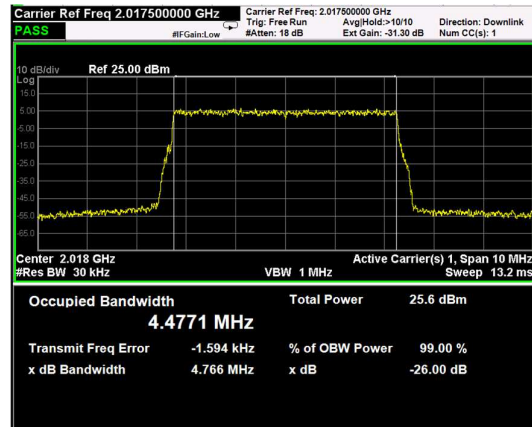 Carrier Ref Freq 2.017500000 GHz
Carrier Ref Freq: 2.017500000 GHz
PASS
Trig: Free Run
Avg|Hold:>10/10
Direction: Downlink
#IFGain:Low
#Atten: 18 dB
Ext Gain: -31.30 dB
Num CC(s): 1
10 dB/div
Ref 25.00 dBm
Log
15.0
5.00
-5.00
-15.0
-25.0
-35.0
-45.0
-55.0
-65.0
Center 2.018 GHz
Active Carrier(s) 1, Span 10 MHz
#Res BW 30 kHz
VBW 1 MHz
Sweep 13.2 ms
Occupied Bandwidth
Total Power
25.6 dBm
4.4771 MHz
Transmit Freq Error
-1.594 kHz
% of OBW Power
99.00 %
x dB Bandwidth
4.766 MHz
x dB
-26.00 dB